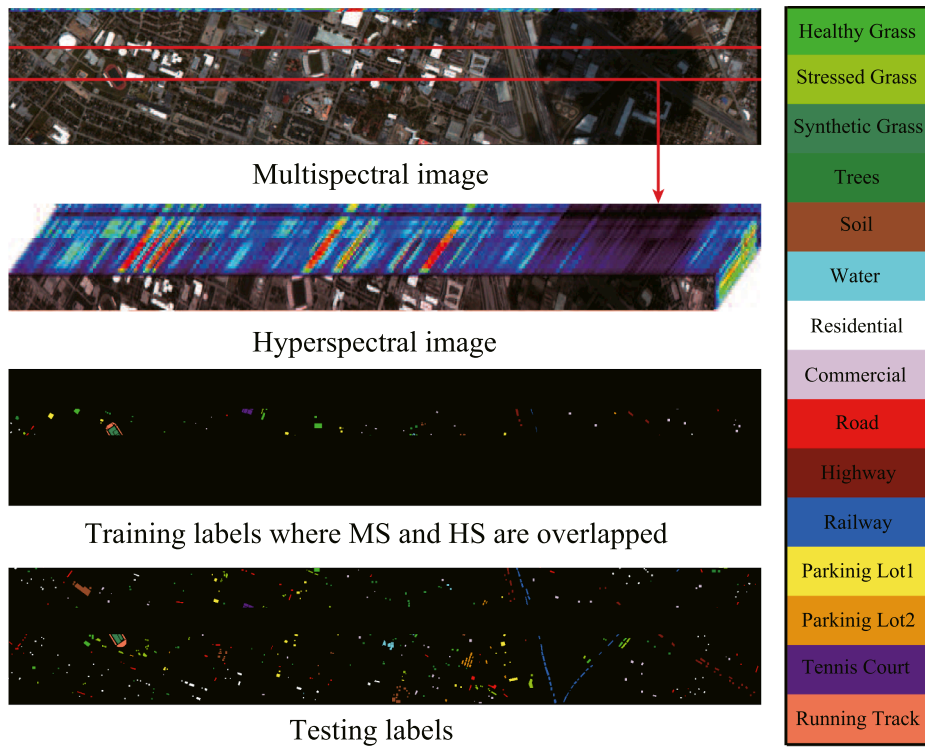 Multispectral image
Hyperspectral image
Training labels where MS and HS are overlapped
Testing labels
Healthy Grass
Stressed Grass
Synthetic Grass
Trees
Soil
Water
Residential
Commercial
Road
Highway
Railway
Parkinig Lot1
Parkinig Lot2
Tennis Court
Running Track